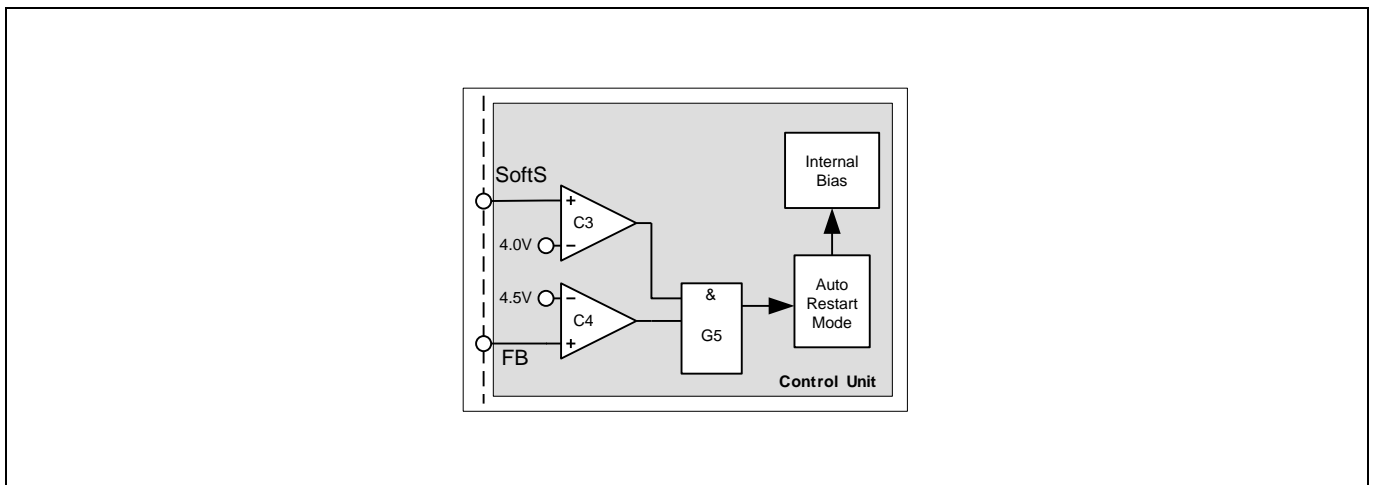 SoftS
+
C3
4.0V
−
4.5V
−
C4
+
FB
&
G5
Internal
Bias
Auto
Restart
Mode
Control Unit